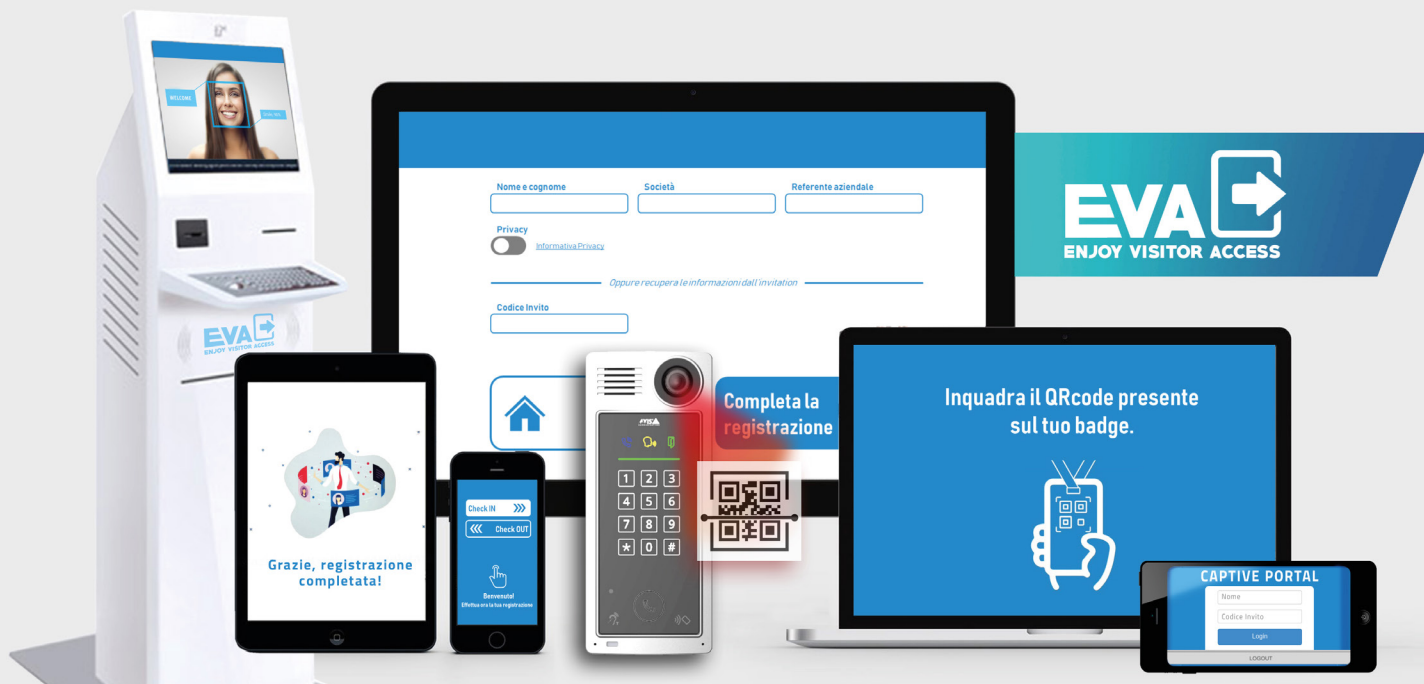 WELCOME
EVA
ENJOY VISITOR ACCESS
Nome e cognome
Società
Referente aziendale
Privacy
Informativa Privacy
Oppure recupera le informazioni dall'invitation
Codice Invito
Completa la
registrazione
EVA
ENJOY VISITOR ACCESS
Grazie, registrazione
completata!
Check IN
Check OUT
Benvenuto!
Effettua ora la tua registrazione
AXIS
1 2 3
4 5 6
7 8 9
* 0 #
Inquadra il QRcode presente
sul tuo badge.
CAPTIVE PORTAL
Nome
Codice Invito
Login
LOGOUT